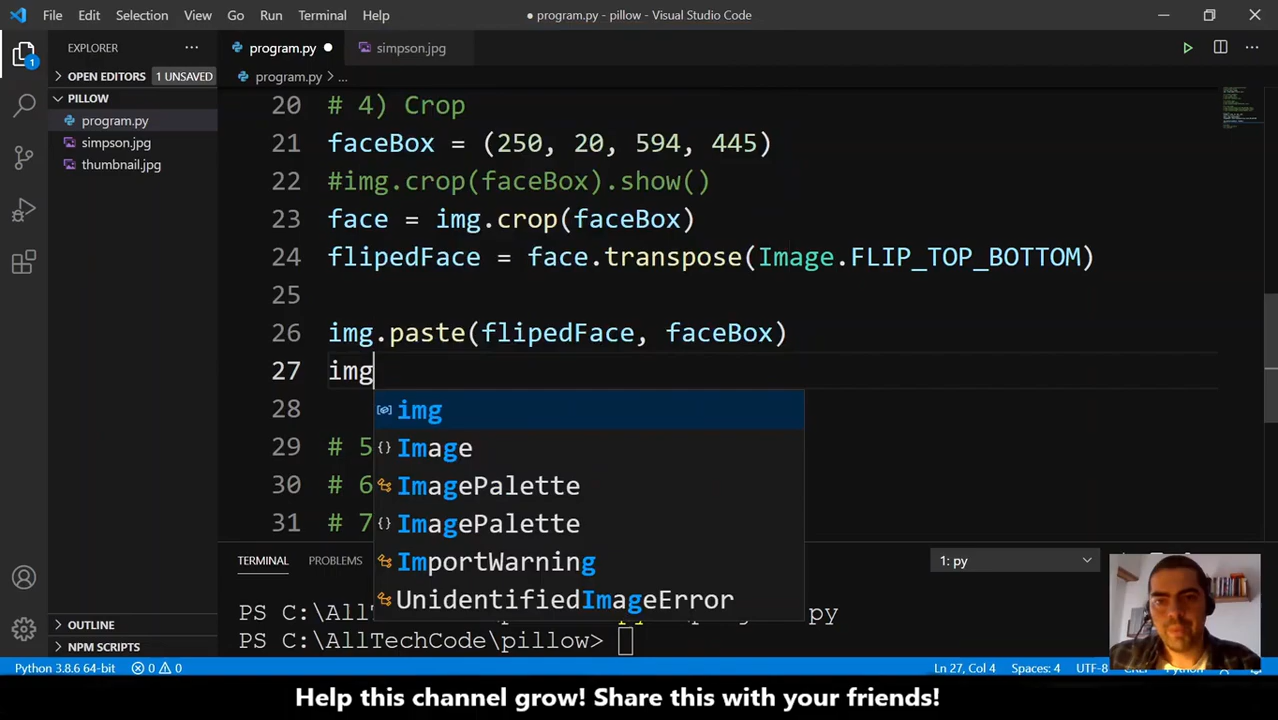 File Edit Selection View Go Run Terminal Help
● program.py - pillow - Visual Studio Code
EXPLORER
program.py
simpson.jpg
1
OPEN EDITORS 1 UNSAVED
program.py > ...
PILLOW
program.py
simpson.jpg
thumbnail.jpg
20 # 4) Crop
21 faceBox = (250, 20, 594, 445)
22 #img.crop(faceBox).show()
23 face = img.crop(faceBox)
24 flipedFace = face.transpose(Image.FLIP_TOP_BOTTOM)
25
26 img.paste(flipedFace, faceBox)
27 img
28
img
Image
29 # 5
30 # 6
31 # 7
ImagePalette
ImagePalette
ImportWarning
UnidentifiedImageError
TERMINAL PROBLEMS
1: py
PS C:\AllTechCode\
PS C:\AllTechCode\pillow>
OUTLINE
NPM SCRIPTS
Python 3.8.6 64-bit 0 0
Ln 27, Col 4 Spaces: 4 UTF-8 CRLF Python
Help this channel grow! Share this with your friends!